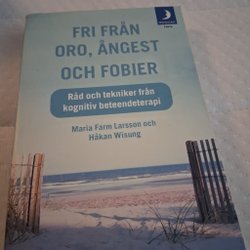 FRI FRÅN
ORO, ÅNGEST
OCH FOBIER
Råd och tekniker från
kognitiv beteendeterapi
Maria Farm Larsson och
Håkan Wisung